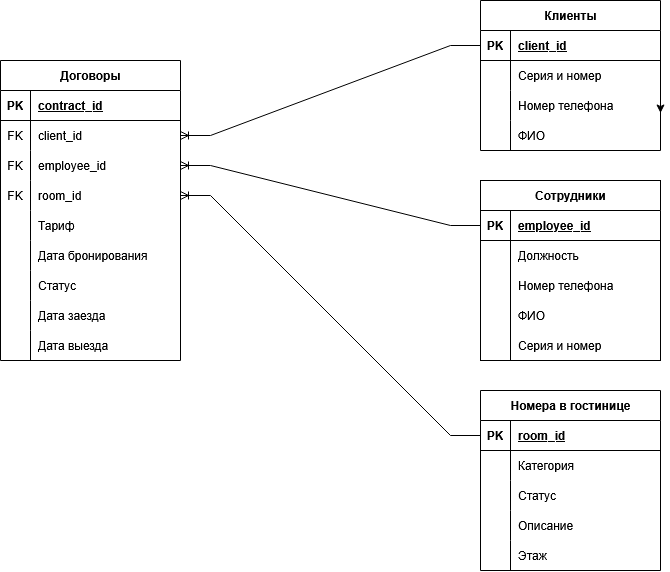 Договоры
PK contract_id
FK client_id
FK employee_id
FK room_id
Тариф
Дата бронирования
Статус
Дата заезда
Дата выезда
Клиенты
PK client_id
Серия и номер
Номер телефона
ФИО
Сотрудники
PK employee_id
Должность
Номер телефона
ФИО
Серия и номер
Номера в гостинице
PK room_id
Категория
Статус
Описание
Этаж